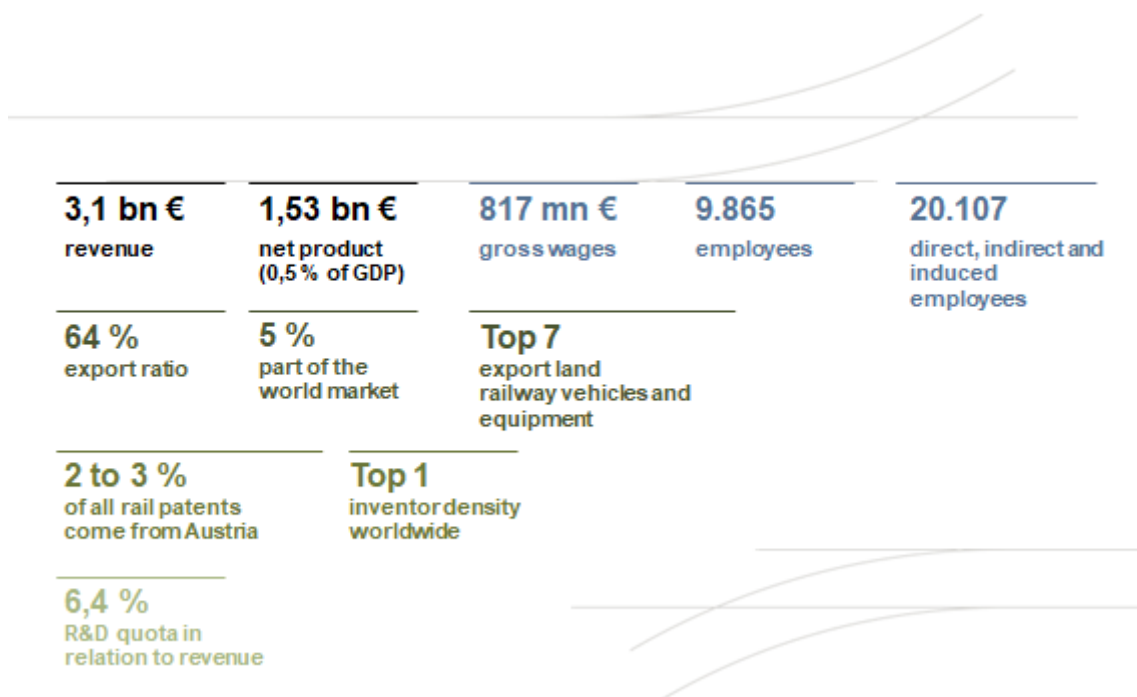 3,1 bn €
revenue
1,53 bn €
net product
(0,5 % of GDP)
817 mn €
gross wages
9.865
employees
20.107
direct, indirect and
induced
employees
64 %
export ratio
5 %
part of the
world market
Top 7
export land
railway vehicles and
equipment
2 to 3 %
of all rail patents
come from Austria
Top 1
inventor density
worldwide
6,4 %
R&D quota in
relation to revenue